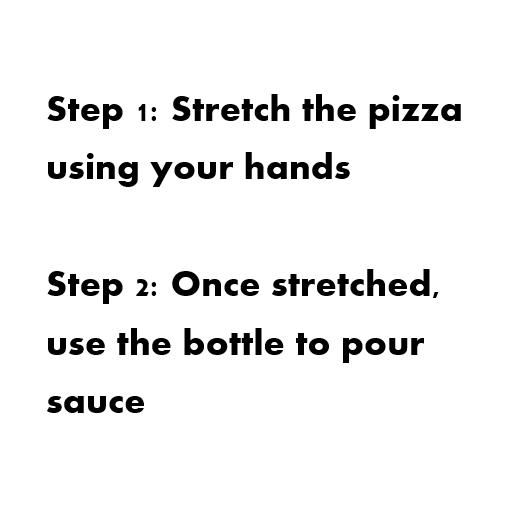 Step 1: Stretch the pizza
using your hands
Step 2: Once stretched,
use the bottle to pour
sauce